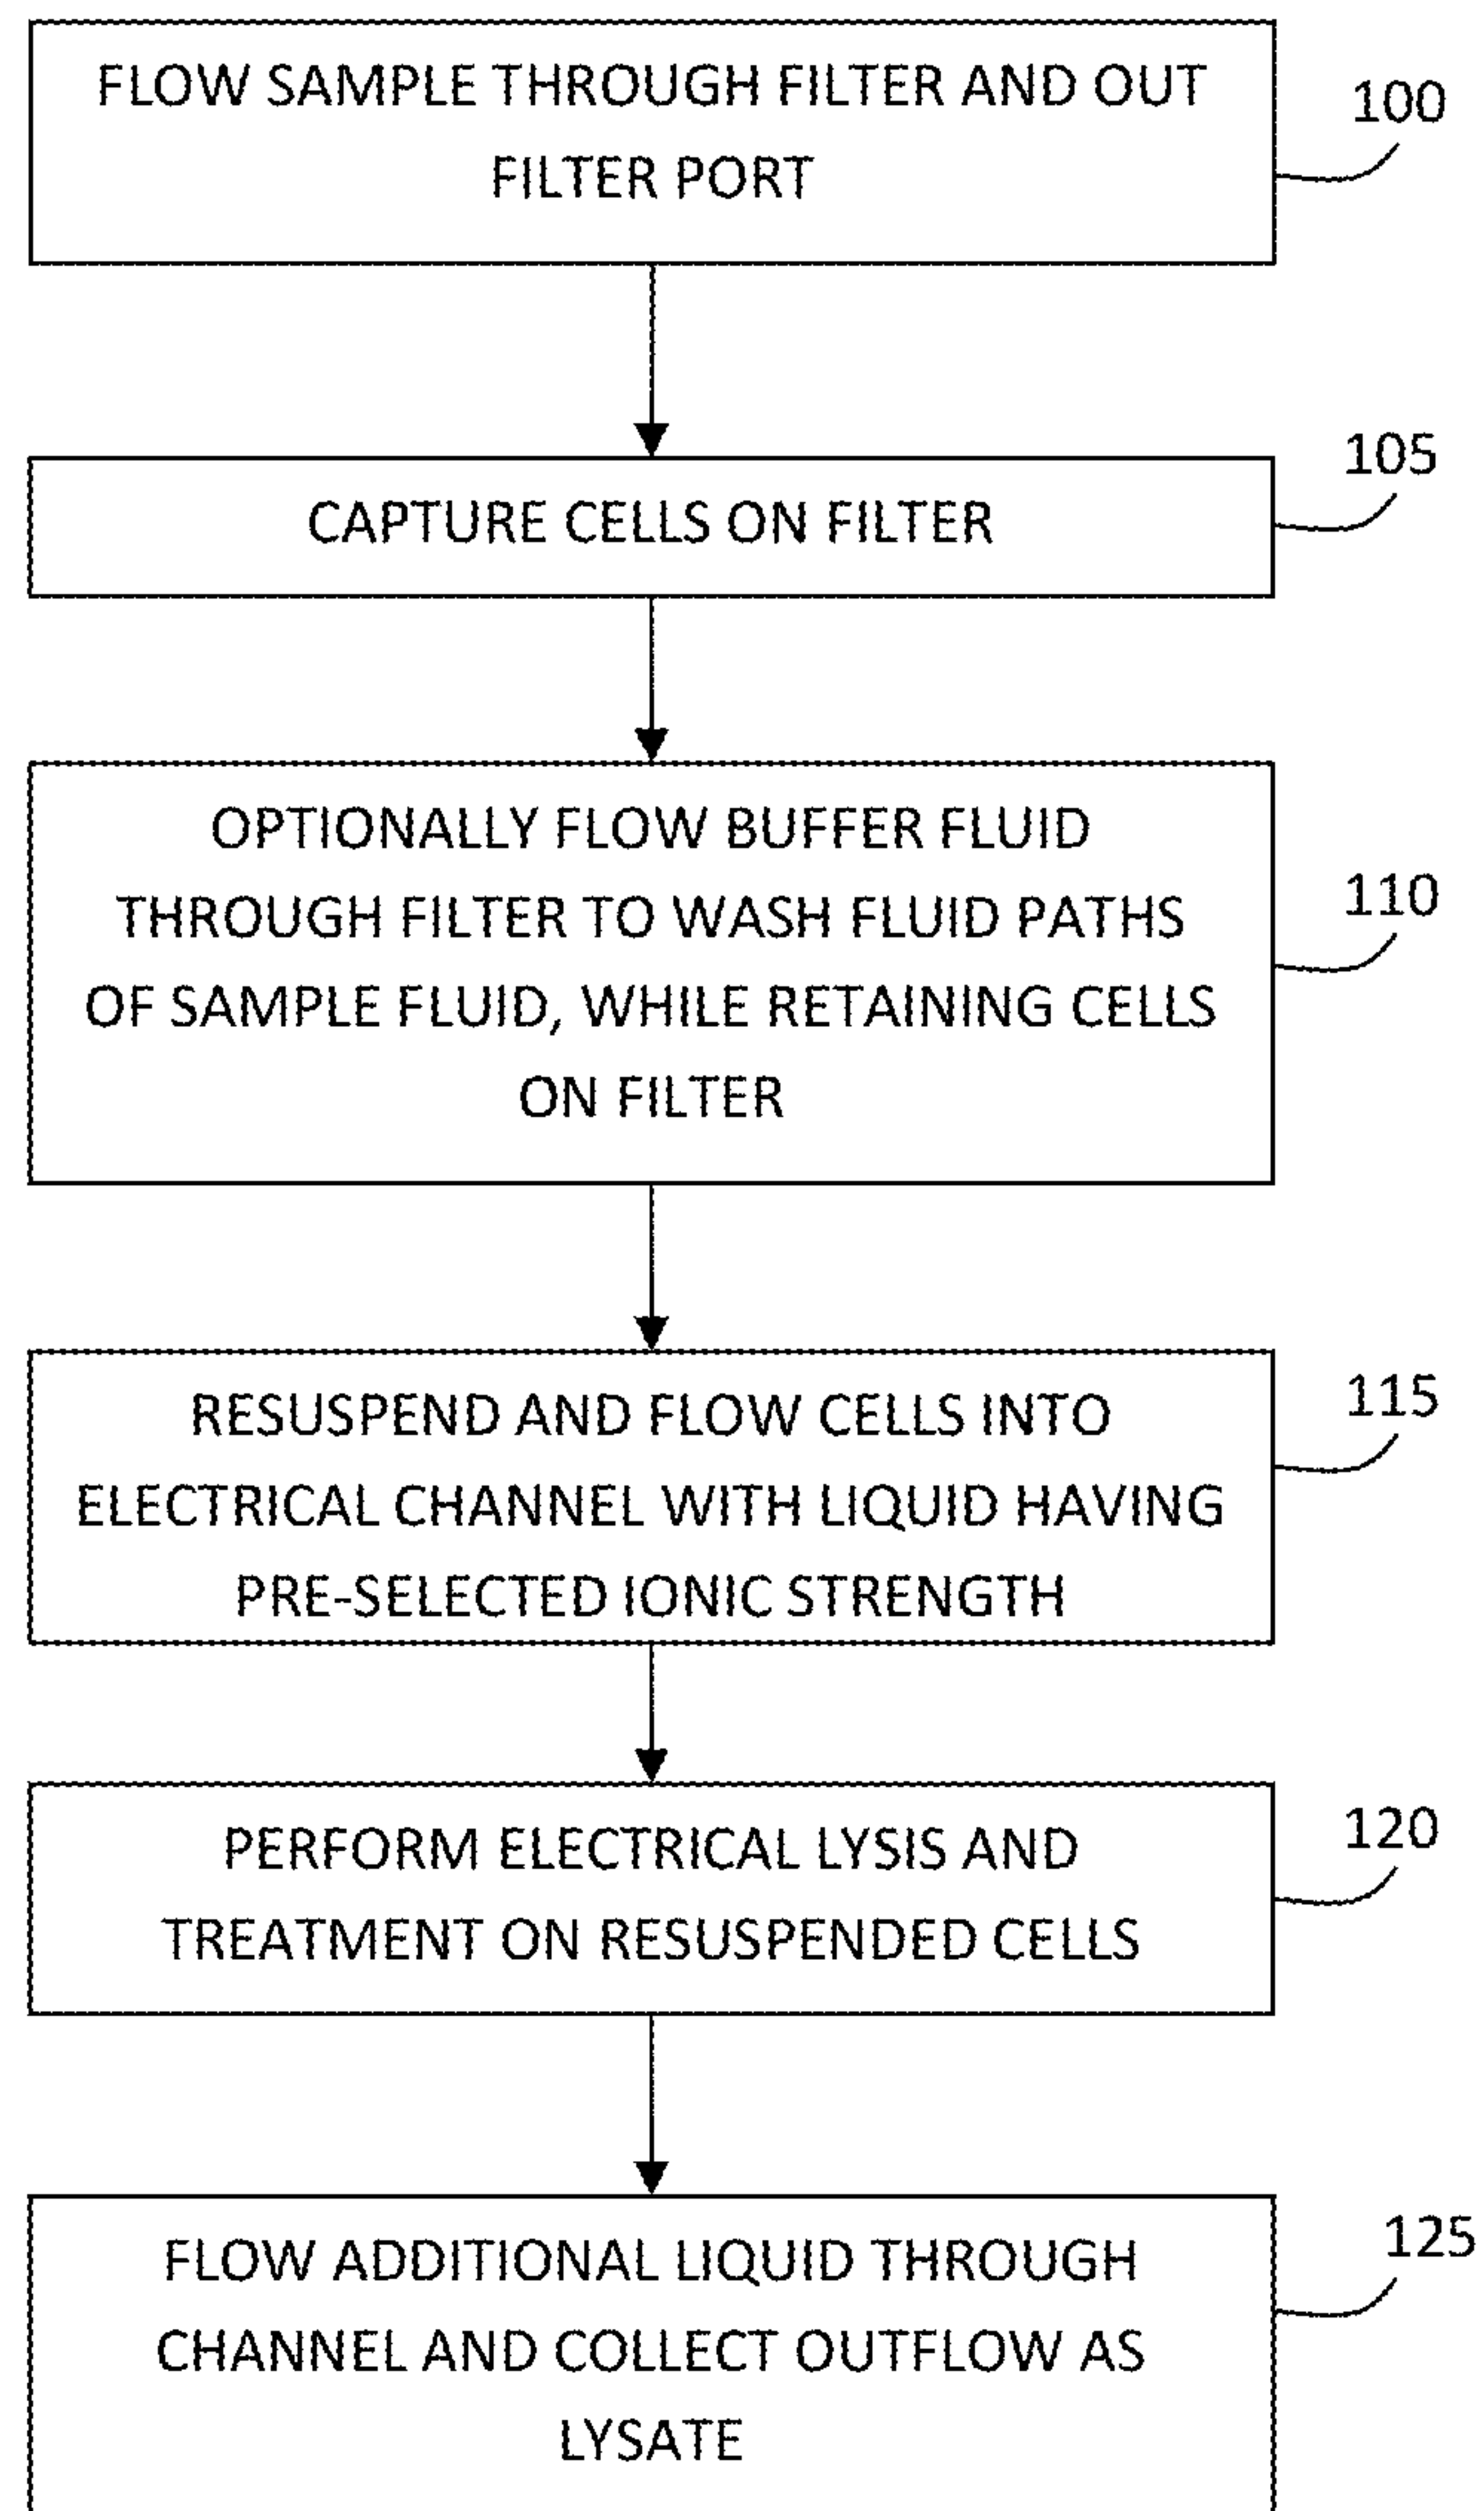 FLOW SAMPLE THROUGH FILTER AND OUT
FILTER PORT
100
CAPTURE CELLS ON FILTER
105
OPTIONALLY FLOW BUFFER FLUID
THROUGH FILTER TO WASH FLUID PATHS
OF SAMPLE FLUID, WHILE RETAINING CELLS
ON FILTER
110
RESUSPEND AND FLOW CELLS INTO
ELECTRICAL CHANNEL WITH LIQUID HAVING
PRE-SELECTED IONIC STRENGTH
115
PERFORM ELECTRICAL LYSIS AND
TREATMENT ON RESUSPENDED CELLS
120
FLOW ADDITIONAL LIQUID THROUGH
CHANNEL AND COLLECT OUTFLOW AS
LYSATE
125